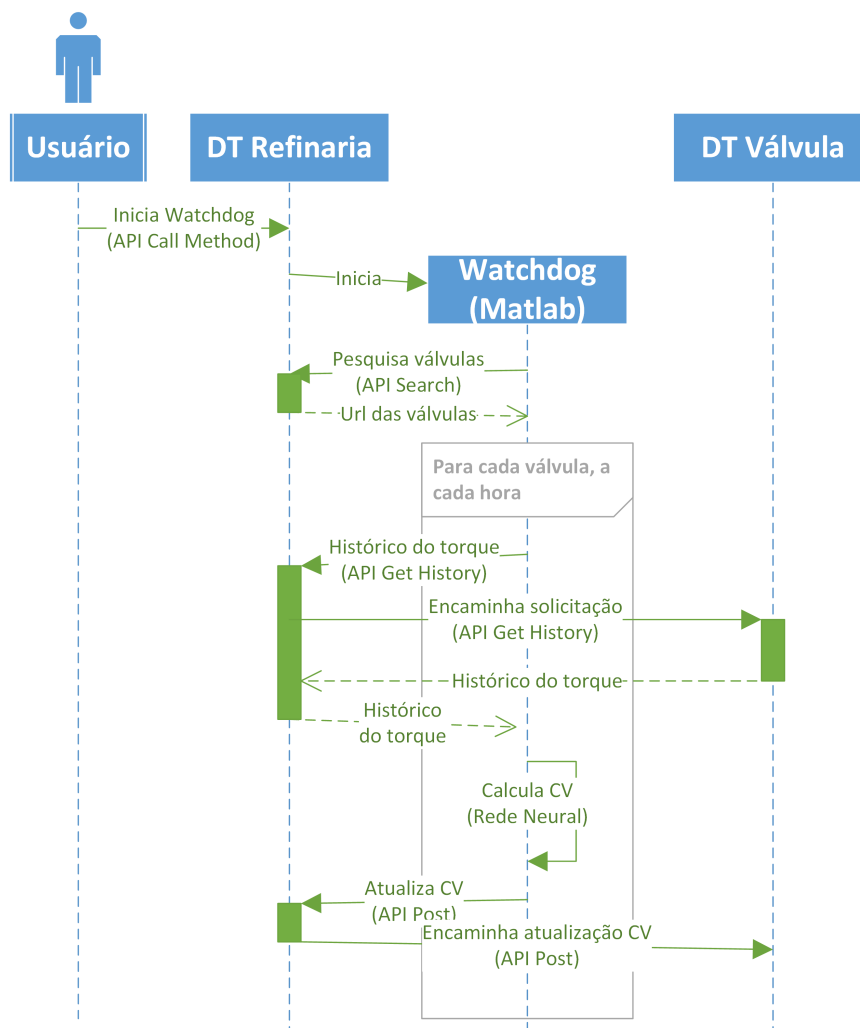 Usuário
DT Refinaria
DT Válvula
Inicia Watchdog
(API Call Method)
Inicia
Watchdog
(Matlab)
Pesquisa válvulas
(API Search)
Url das válvulas
Para cada válvula, a
cada hora
Histórico do torque
(API Get History)
Encaminha solicitação
(API Get History)
Histórico do torque
Histórico
do torque
Calcula CV
(Rede Neural)
Atualiza CV
(API Post)
Encaminha atualização CV
(API Post)